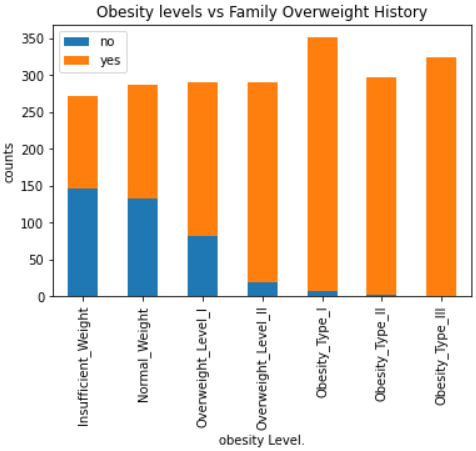 Obesity levels vs Family Overweight History
no
yes
350
300
250
200
150
100
50
0
counts
Insufficient_Weight
Normal_Weight
Overweight_Level_I
Overweight_Level_II
Obesity_Type_I
Obesity_Type_II
Obesity_Type_III
obesity Level.